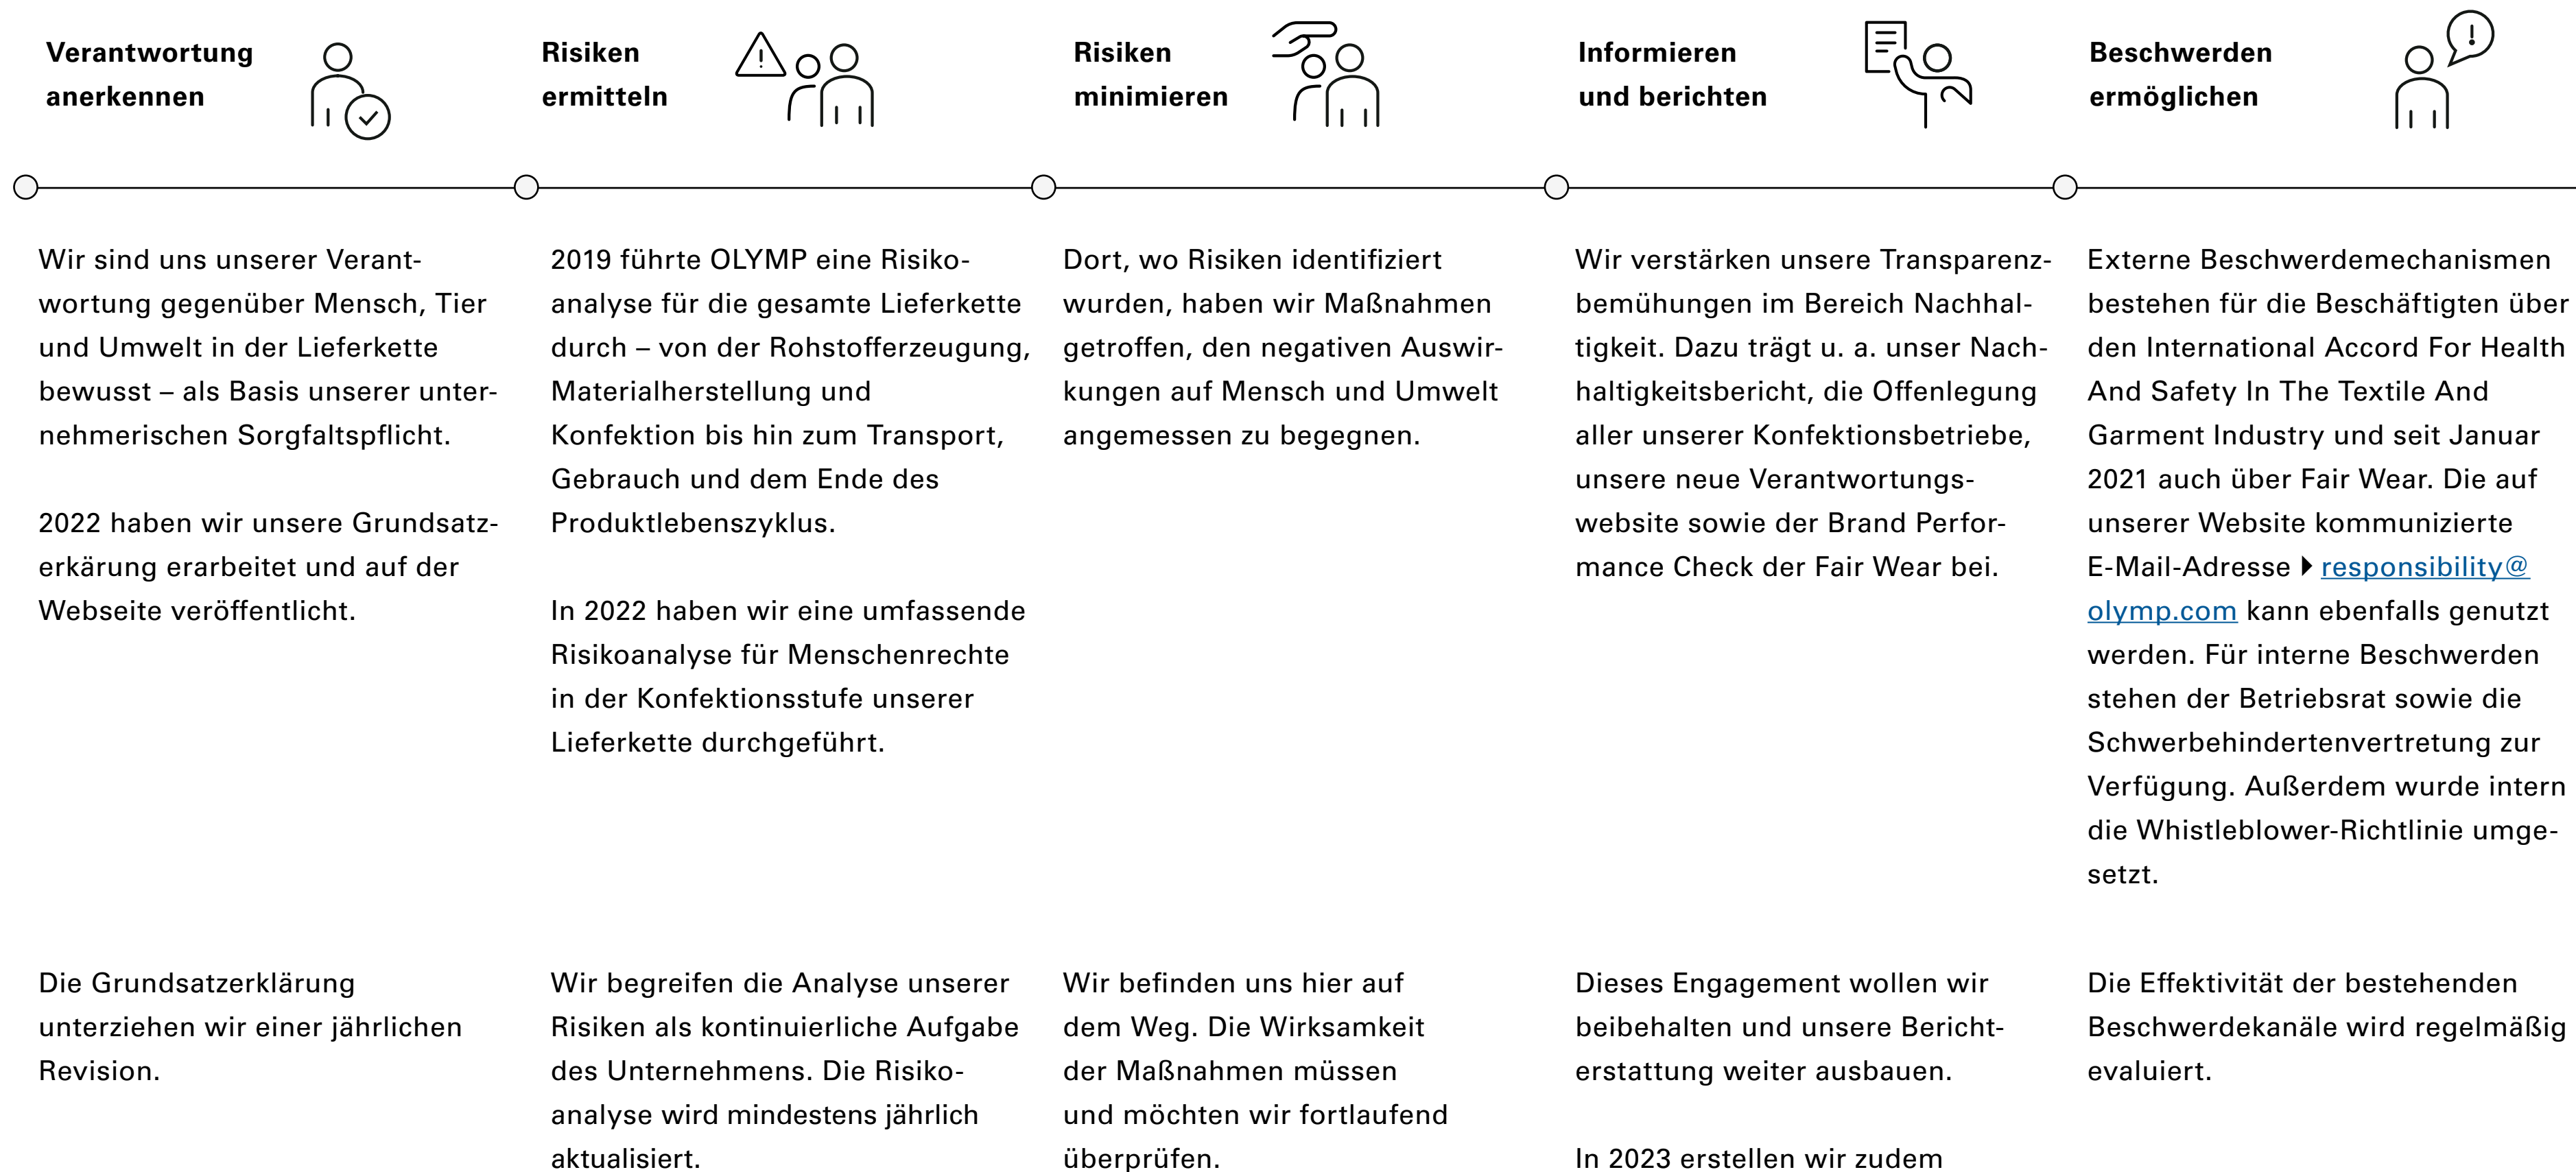 Verantwortung
anerkennen
Risiken
ermitteln
Risiken
minimieren
Informieren
und berichten
Beschwerden
ermöglichen
Wir sind uns unserer Verant-
wortung gegenüber Mensch, Tier
und Umwelt in der Lieferkette
bewusst – als Basis unserer unter-
nehmerischen Sorgfaltspflicht.
2022 haben wir unsere Grundsatz-
erkärung erarbeitet und auf der
Webseite veröffentlicht.
2019 führte OLYMP eine Risiko-
analyse für die gesamte Lieferkette
durch – von der Rohstofferzeugung,
Materialherstellung und
Konfektion bis hin zum Transport,
Gebrauch und dem Ende des
Produktlebenszyklus.
In 2022 haben wir eine umfassende
Risikoanalyse für Menschenrechte
in der Konfektionsstufe unserer
Lieferkette durchgeführt.
Dort, wo Risiken identifiziert
wurden, haben wir Maßnahmen
getroffen, den negativen Auswir-
kungen auf Mensch und Umwelt
angemessen zu begegnen.
Wir verstärken unsere Transparenz-
bemühungen im Bereich Nachhal-
tigkeit. Dazu trägt u. a. unser Nach-
haltigkeitsbericht, die Offenlegung
aller unserer Konfektionsbetriebe,
unsere neue Verantwortungs-
website sowie der Brand Perfor-
mance Check der Fair Wear bei.
Externe Beschwerdemechanismen
bestehen für die Beschäftigten über
den International Accord For Health
And Safety In The Textile And
Garment Industry und seit Januar
2021 auch über Fair Wear. Die auf
unserer Website kommunizierte
E-Mail-Adresse ▸ responsibility@
olymp.com kann ebenfalls genutzt
werden. Für interne Beschwerden
stehen der Betriebsrat sowie die
Schwerbehindertenvertretung zur
Verfügung. Außerdem wurde intern
die Whistleblower-Richtlinie umge-
setzt.
Die Grundsatzerklärung
unterziehen wir einer jährlichen
Revision.
Wir begreifen die Analyse unserer
Risiken als kontinuierliche Aufgabe
des Unternehmens. Die Risiko-
analyse wird mindestens jährlich
aktualisiert.
Wir befinden uns hier auf
dem Weg. Die Wirksamkeit
der Maßnahmen müssen
und möchten wir fortlaufend
überprüfen.
Dieses Engagement wollen wir
beibehalten und unsere Bericht-
erstattung weiter ausbauen.
In 2023 erstellen wir zudem
Die Effektivität der bestehenden
Beschwerdekanäle wird regelmäßig
evaluiert.